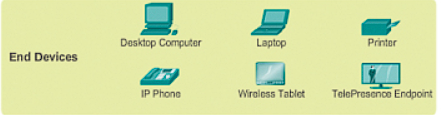 Desktop Computer Laptop Printer
End Devices
IP Phone Wireless Tablet TelePresence Endpoint